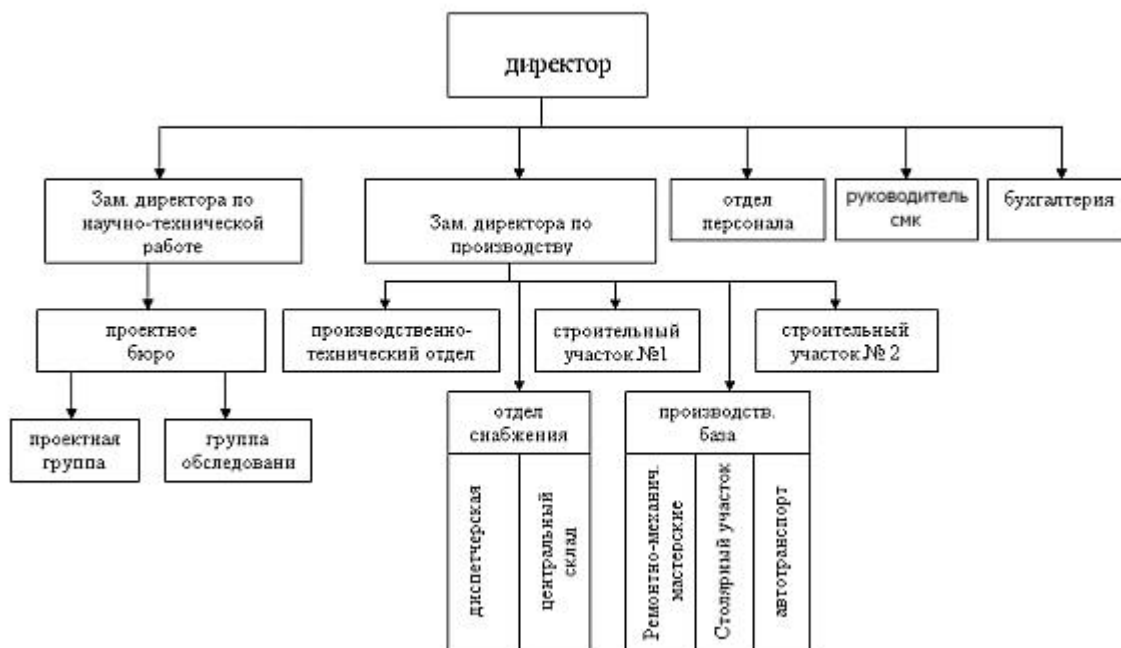 директор
Зам. директора по
научно-технической
работе
Зам. директора по
производству
отдел
персонала
руководитель
смк
бухгалтерия
проектное
бюро
производственно-
технический отдел
строительный
участок №1
строительный
участок № 2
проектная
группа
группа
обследовани
отдел
снабжения
производств.
база
диспетчерская
центральный
склад
Ремонтно-механич.
мастерские
Столярный участок
автотранспорт